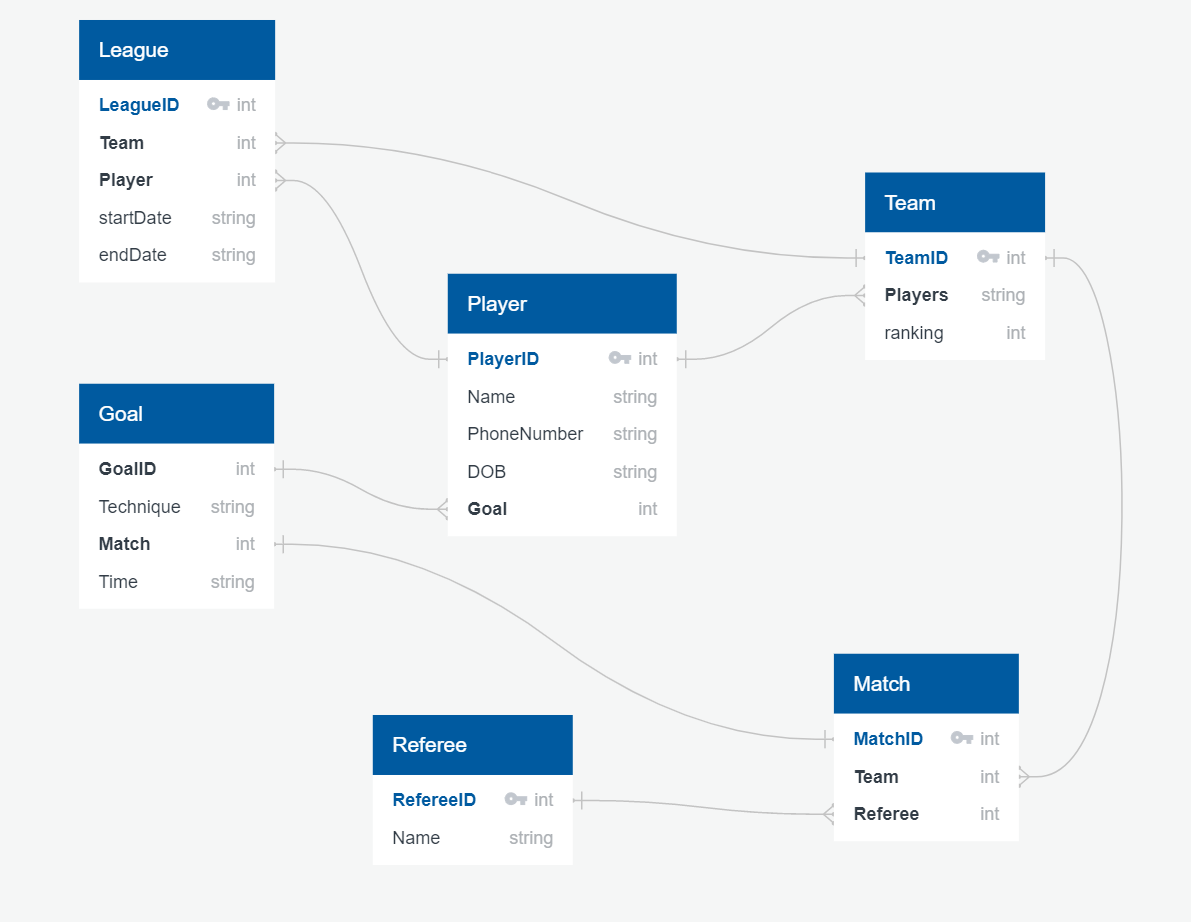 League
LeagueID int
Team int
Player int
startDate string
endDate string
Team
TeamID int
Players string
ranking int
Player
PlayerID int
Name string
PhoneNumber string
DOB string
Goal int
Goal
GoalID int
Technique string
Match int
Time string
Match
MatchID int
Team int
Referee int
Referee
RefereeID int
Name string